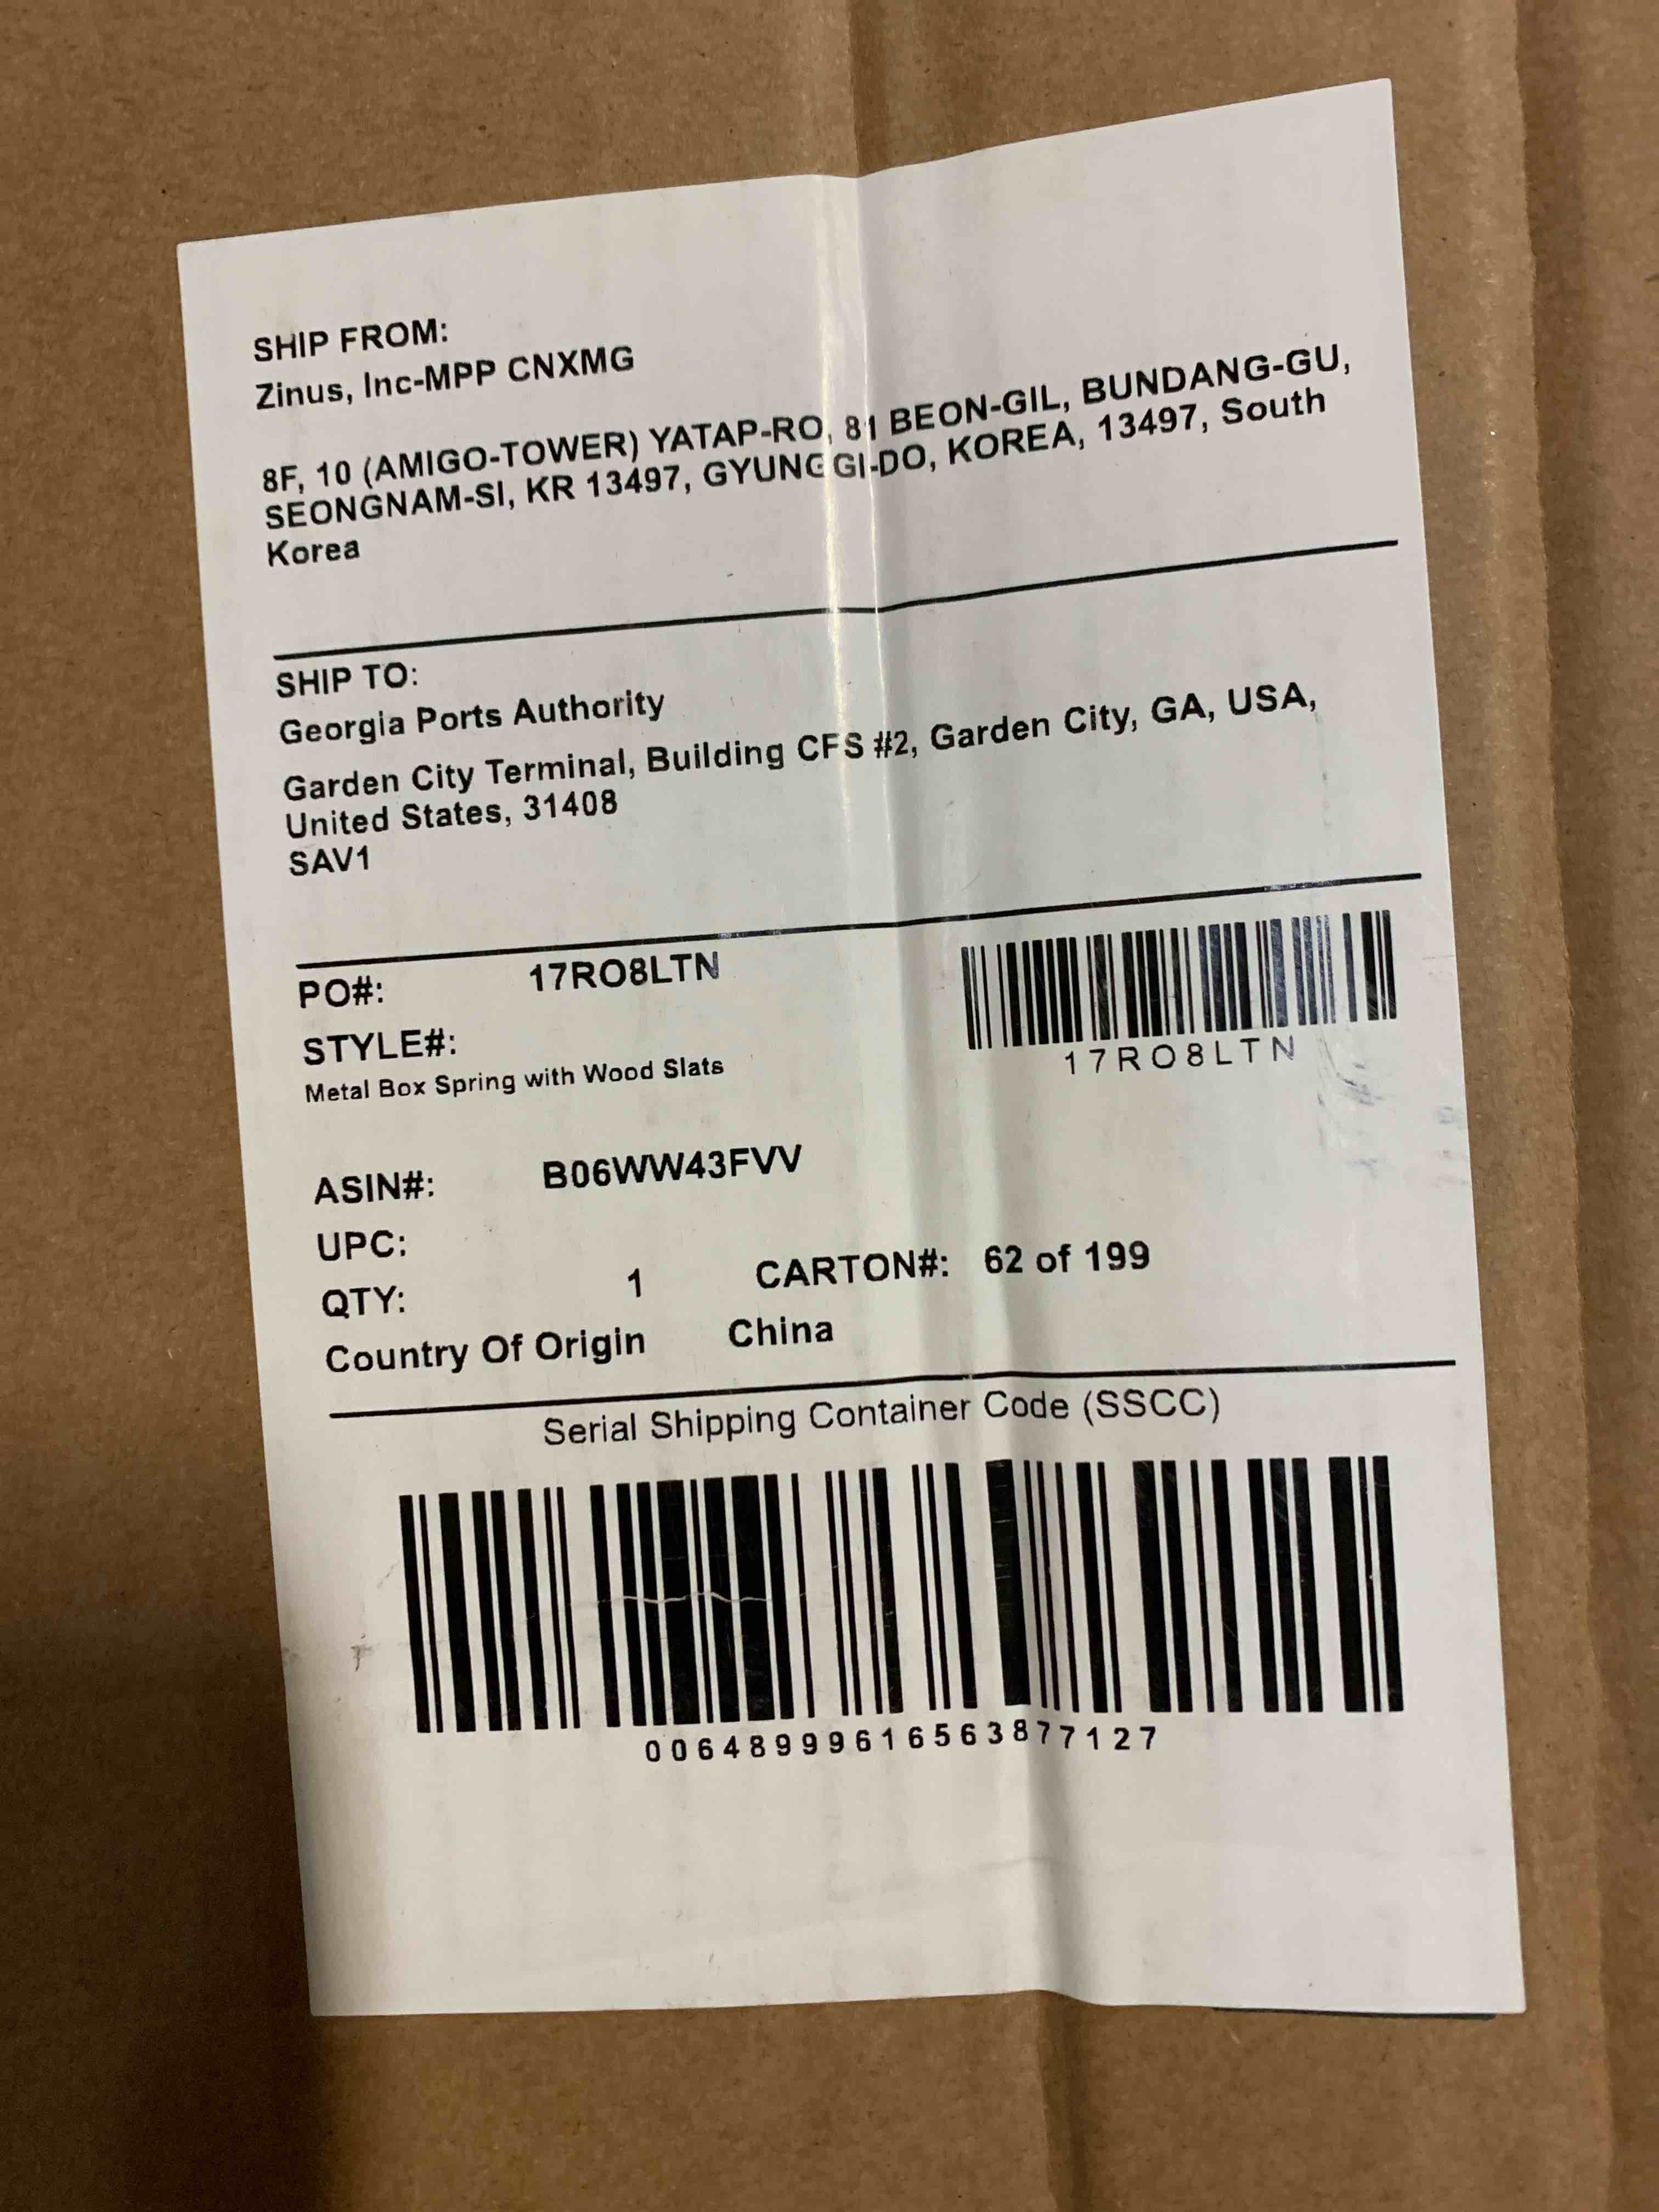 SHIP FROM:
Zinus, Inc-MPP CNXMG
8F, 10 (AMIGO-TOWER) YATAP-RO, 81 BEON-GIL, BUNDANG-GU,
SEONGNAM-SI, KR 13497, GYUNGGI-DO, KOREA, 13497, South
Korea
SHIP TO:
Georgia Ports Authority
Garden City Terminal, Building CFS #2, Garden City, GA, USA,
United States, 31408
SAV1
PO#: 17RO8LTN
17RO8LTN
STYLE#:
Metal Box Spring with Wood Slats
ASIN#: B06WW43FVV
UPC:
QTY: 1 CARTON#: 62 of 199
Country Of Origin China
Serial Shipping Container Code (SSCC)
00648999616563877127